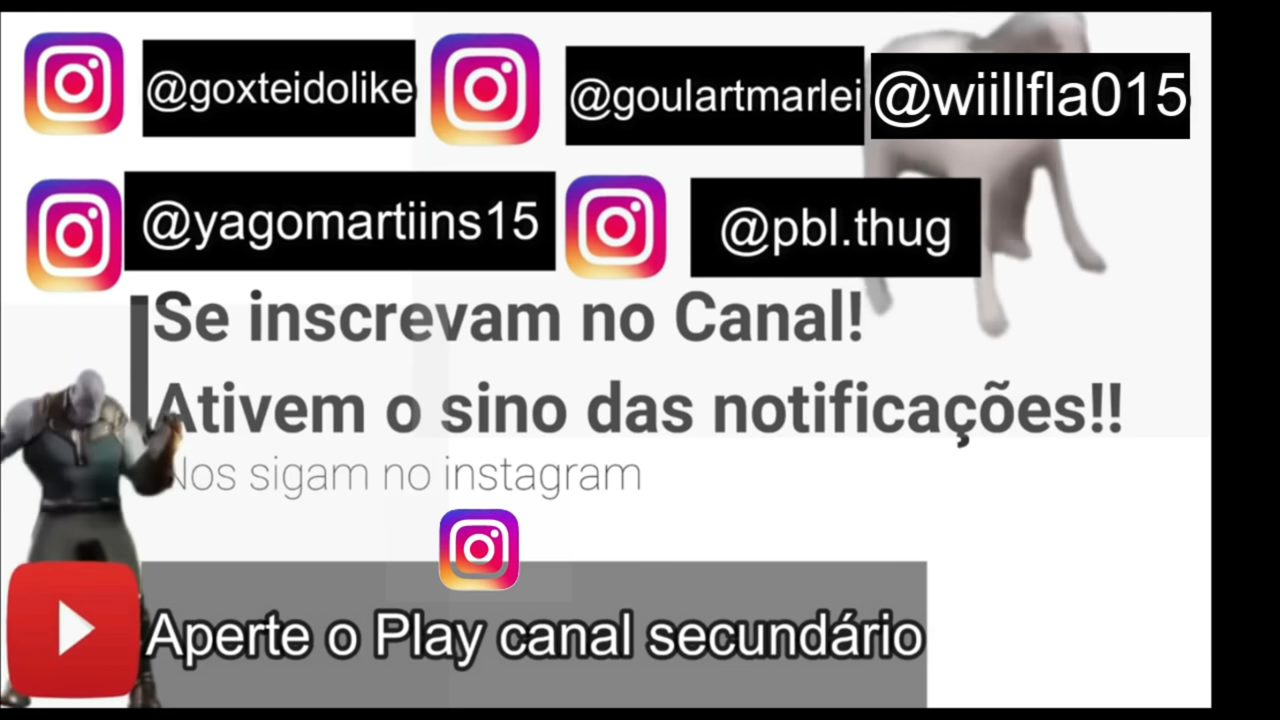 @goxteidolike @goulartmarlei @wiillfla015
@yagomartiins15 @pbl.thug
Se inscrevam no Canal!
Ativem o sino das notificações!!
Nos sigam no instagram
Aperte o Play canal secundário